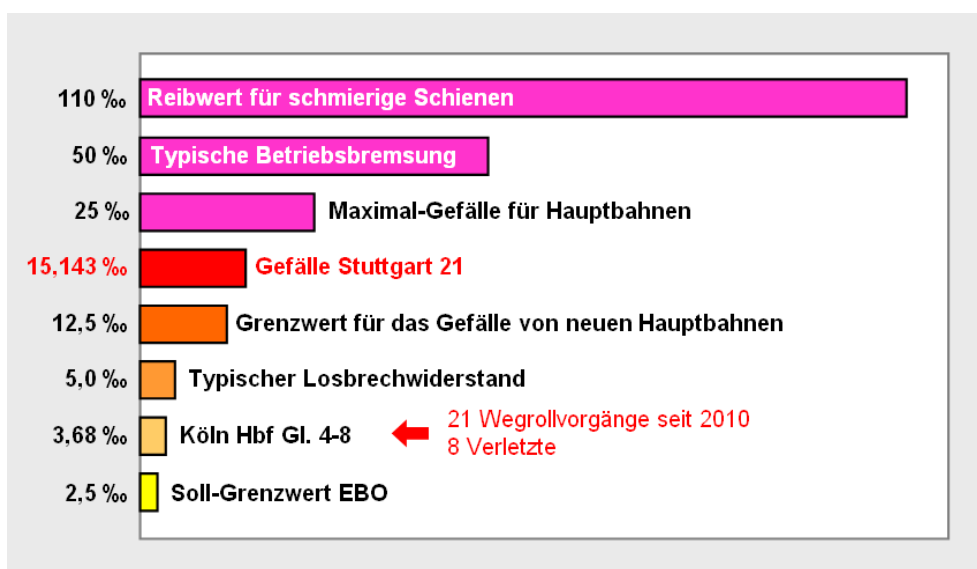 110 ‰ Reibwert für schmierige Schienen
50 ‰ Typische Betriebsbremsung
25 ‰ Maximal-Gefälle für Hauptbahnen
15,143 ‰ Gefälle Stuttgart 21
12,5 ‰ Grenzwert für das Gefälle von neuen Hauptbahnen
5,0 ‰ Typischer Losbrechwiderstand
3,68 ‰ Köln Hbf Gl. 4-8
21 Wegrollvorgänge seit 2010
8 Verletzte
2,5 ‰ Soll-Grenzwert EBO